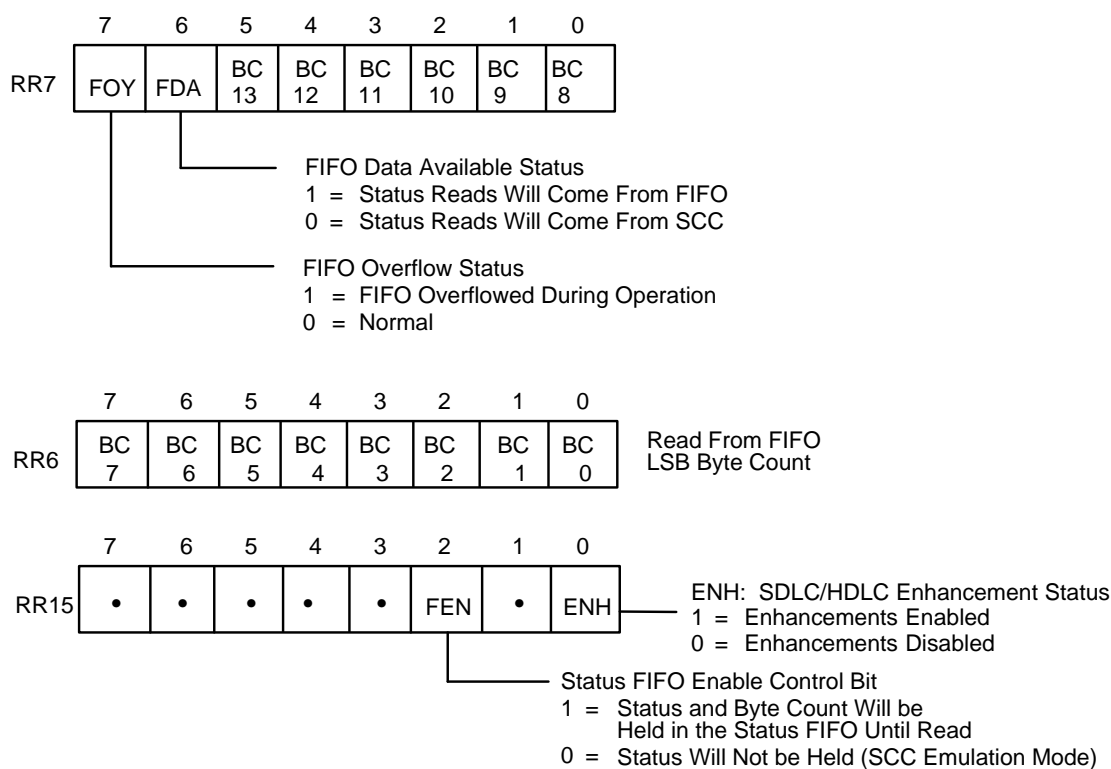 7 6 5 4 3 2 1 0
RR7 FOY FDA BC 13 BC 12 BC 11 BC 10 BC 9 BC 8
FIFO Data Available Status
1 = Status Reads Will Come From FIFO
0 = Status Reads Will Come From SCC
FIFO Overflow Status
1 = FIFO Overflowed During Operation
0 = Normal
7 6 5 4 3 2 1 0
RR6 BC 7 BC 6 BC 5 BC 4 BC 3 BC 2 BC 1 BC 0
Read From FIFO
LSB Byte Count
7 6 5 4 3 2 1 0
RR15 • • • • • FEN • ENH
ENH: SDLC/HDLC Enhancement Status
1 = Enhancements Enabled
0 = Enhancements Disabled
Status FIFO Enable Control Bit
1 = Status and Byte Count Will be
Held in the Status FIFO Until Read
0 = Status Will Not be Held (SCC Emulation Mode)